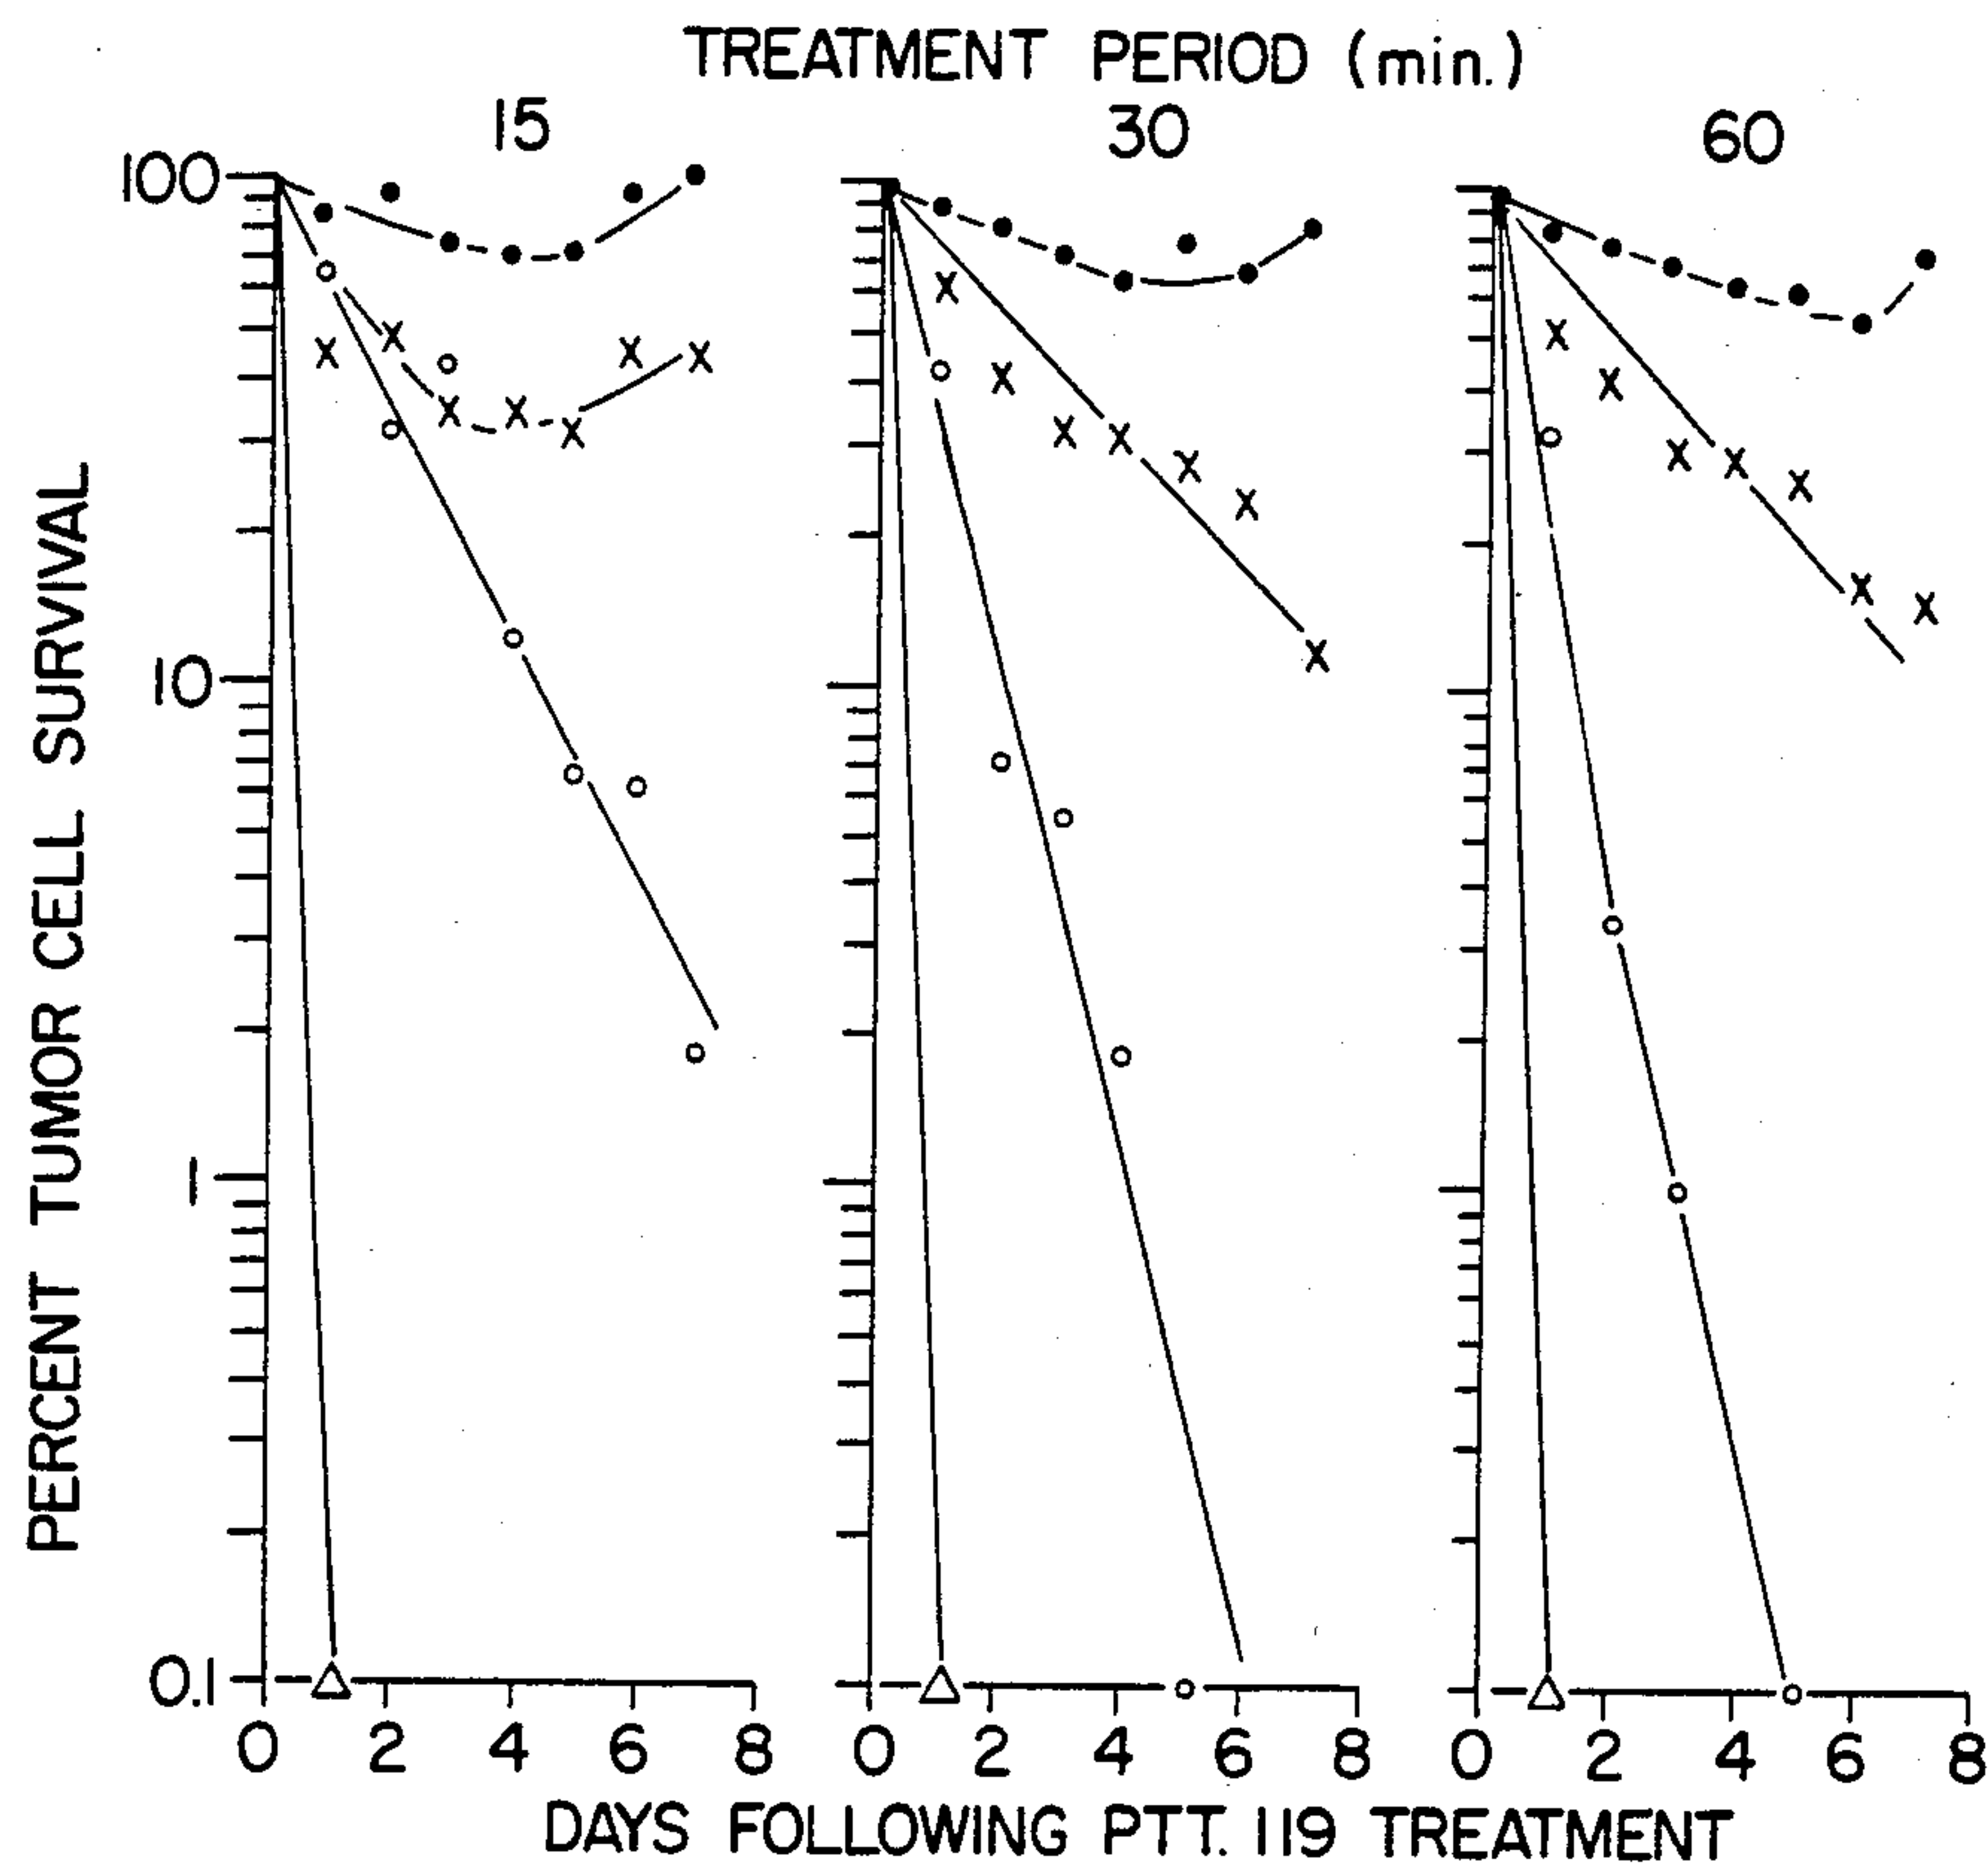 TREATMENT PERIOD (min.)
15 30 60
PERCENT TUMOR CELL SURVIVAL
100
10
1
0.1
0 2 4 6 8 0 2 4 6 8 0 2 4 6 8
DAYS FOLLOWING PTT. 119 TREATMENT